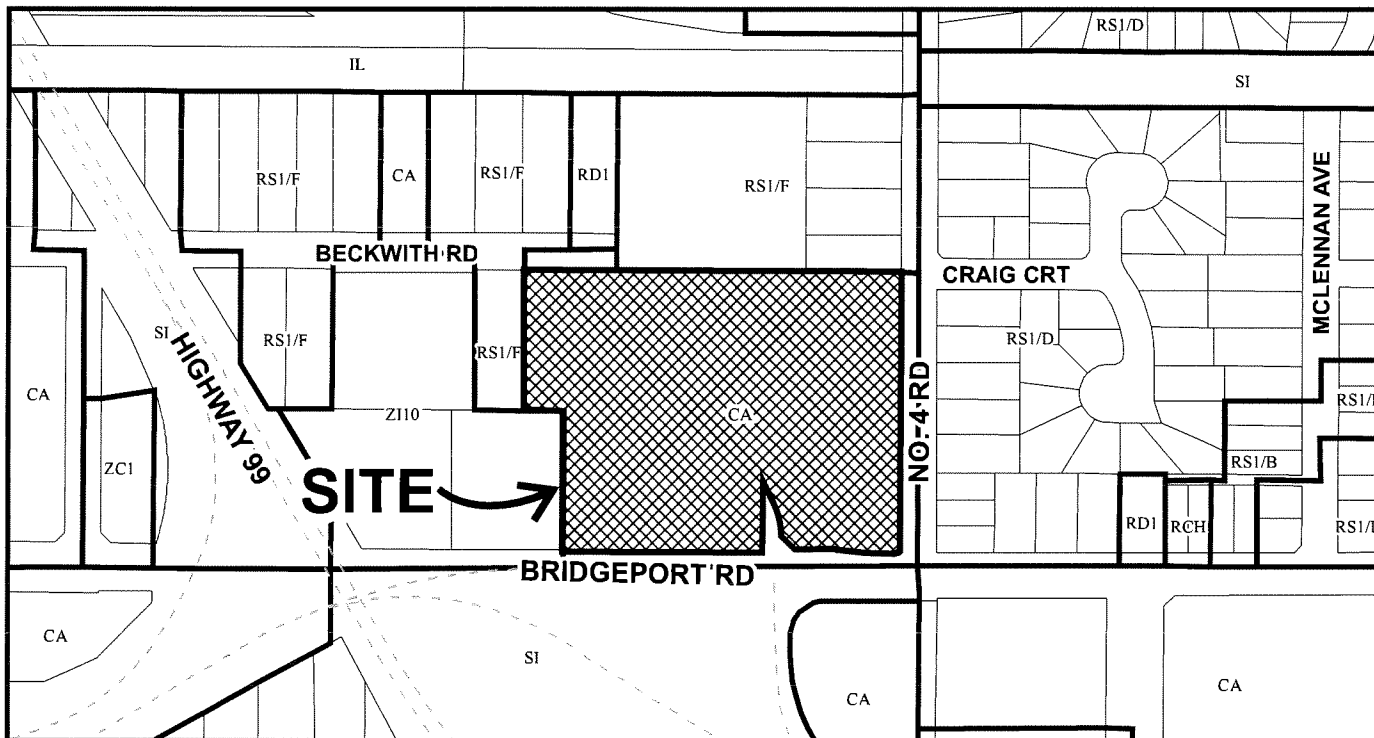 RS1/D
IL
SI
RS1/F
CA
RS1/F
RD1
RS1/F
BECKWITH RD
CRAIG CRT
MCLENNAN AVE
SI
HIGHWAY 99
RS1/F
RS1/F
RS1/D
CA
ZI10
CA
NO. 4 RD
ZC1
SITE
RS1/B
RD1
RCH
BRIDGEPORT RD
CA
SI
CA
CA